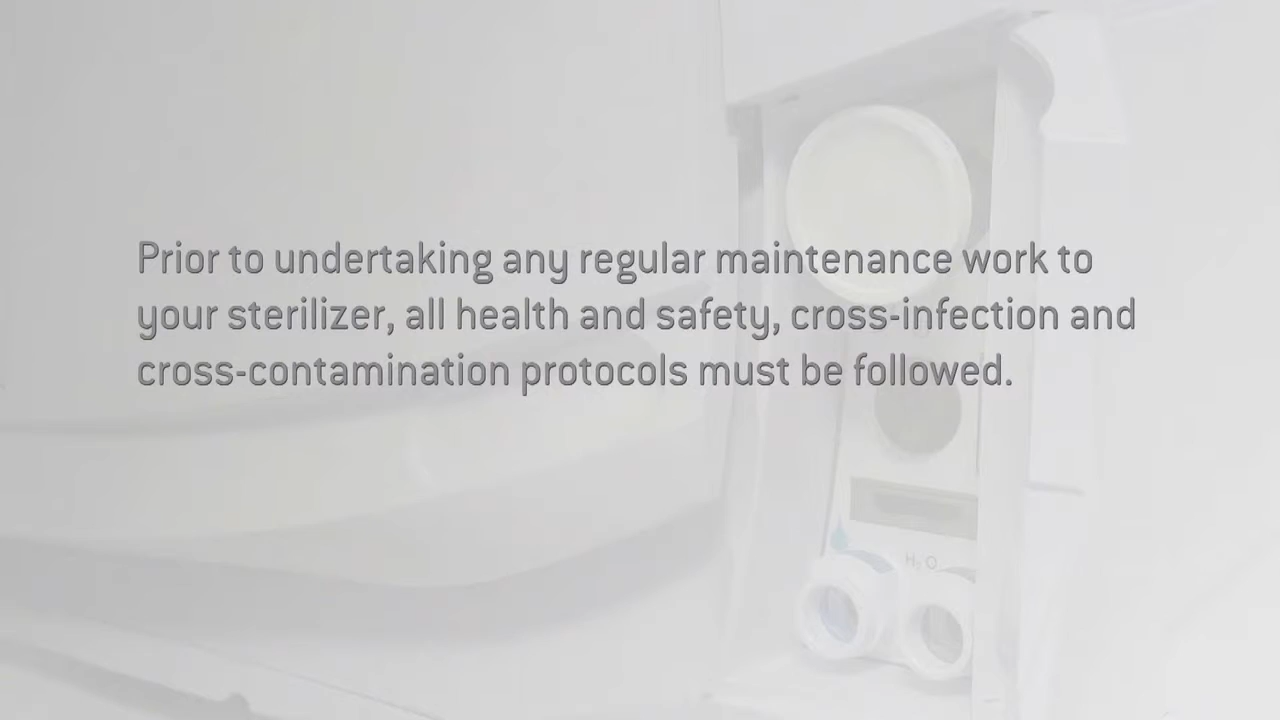 Prior to undertaking any regular maintenance work to
your sterilizer, all health and safety, cross-infection and
cross-contamination protocols must be followed.
H₂O